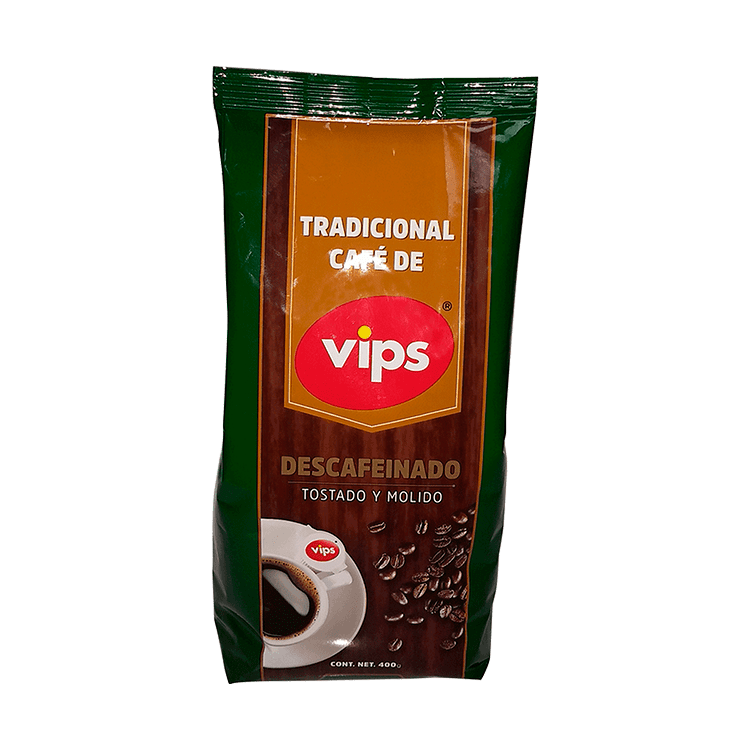 TRADICIONAL
CAFÉ DE
®
vips
DESCAFEINADO
TOSTADO Y MOLIDO
vips
CONT. NET. 400g